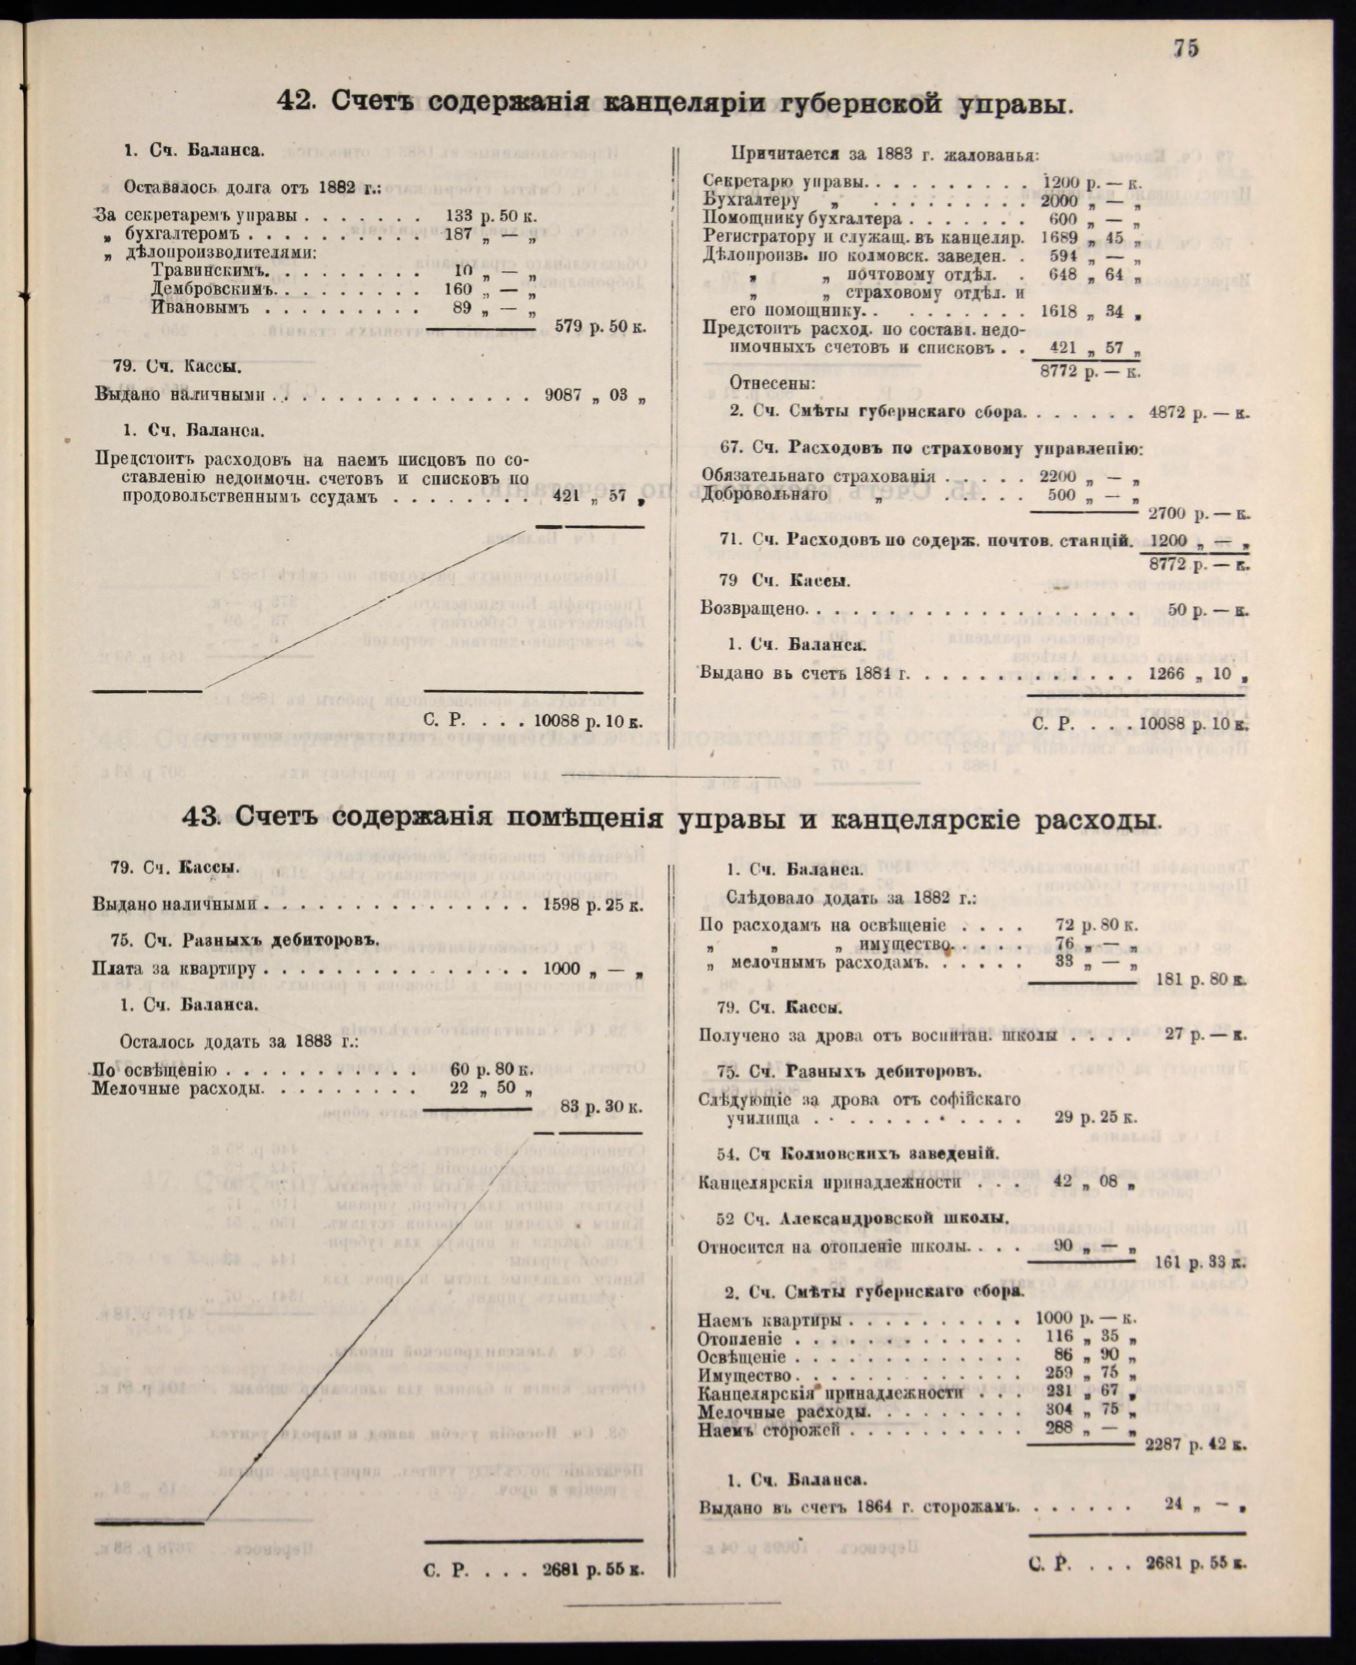 75
42. Счетъ содержанія канцеляріи губернской управы.
1. Сч. Баланса.
Оставалось долга отъ 1882 г.:
За секретаремъ управы . . . . . . . 133 р. 50 к.
„ бухгалтеромъ . . . . . . . . . . 187 „ — „
„ дѣлопроизводителями:
Травинскимъ. . . . . . . . . 10 „ — „
Дембровскимъ. . . . . . . . . 160 „ — „
Ивановымъ . . . . . . . . . 89 „ — „
579 р. 50 к.
79. Сч. Кассы.
Выдано наличными . . . . . . . . . . . . . . . 9087 „ 03 „
1. Сч. Баланса.
Предстоитъ расходовъ на наемъ писцовъ по со-
ставленію недоимочн. счетовъ и списковъ по
продовольственнымъ ссудамъ . . . . . . . . 421 „ 57 „
С. Р. . . . 10088 р. 10 к.
Причитается за 1883 г. жалованья:
Секретарю управы. . . . . . . . . . 1200 р. — к.
Бухгалтеру „ . . . . . . . . . 2000 „ — „
Помощнику бухгалтера . . . . . . . 600 „ — „
Регистратору и служащ. въ канцеляр. 1689 „ 45 „
Дѣлопроизв. по колмовск. заведен. . 594 „ — „
„ „ почтовому отдѣл. . 648 „ 64 „
„ „ страховому отдѣл. и
его помощнику. . . . . . . . . 1618 „ 34 „
Предстоитъ расход. по составл. недо-
имочныхъ счетовъ и списковъ . . 421 „ 57 „
8772 р. — к.
Отнесены:
2. Сч. Смѣты губернскаго сбора. . . . . . . 4872 р. — к.
67. Сч. Расходовъ по страховому управленію:
Обязательнаго страхованія . . . . . 2200 „ — „
Добровольнаго „ . . . . . 500 „ — „
2700 р. — к.
71. Сч. Расходовъ по содерж. почтов. станцій. 1200 „ — „
8772 р. — к.
79 Сч. Кассы.
Возвращено. . . . . . . . . . . . . . . . . . . 50 р. — к.
1. Сч. Баланса.
Выдано въ счетъ 1884 г. . . . . . . . . . . . . . 1266 „ 10 „
С. Р. . . . 10088 р. 10 к.
43. Счетъ содержанія помѣщенія управы и канцелярскіе расходы.
79. Сч. Кассы.
Выдано наличными . . . . . . . . . . . . . . . 1598 р. 25 к.
75. Сч. Разныхъ дебиторовъ.
Плата за квартиру . . . . . . . . . . . . . . . 1000 „ — „
1. Сч. Баланса.
Осталось додать за 1883 г.:
По освѣщенію . . . . . . . . . . . 60 р. 80 к.
Мелочные расходы. . . . . . . . . 22 „ 50 „
83 р. 30 к.
С. Р. . . . 2681 р. 55 к.
1. Сч. Баланса.
Слѣдовало додать за 1882 г.:
По расходамъ на освѣщеніе . . . . 72 р. 80 к.
„ „ „ имущество. . . . . 76 „ — „
„ мелочнымъ расходамъ. . . . . . 33 „ — „
181 р. 80 к.
79. Сч. Кассы.
Получено за дрова отъ воспитан. школы . . . . 27 р. — к.
75. Сч. Разныхъ дебиторовъ.
Слѣдующіе за дрова отъ софійскаго
училища . . . . . . . . . . . . 29 р. 25 к.
54. Сч Колмовскихъ заведеній.
Канцелярскія принадлежности . . . 42 „ 08 „
52 Сч. Александровской школы.
Относится на отопленіе школы. . . . 90 „ — „
161 р. 33 к.
2. Сч. Смѣты губернскаго сбора.
Наемъ квартиры . . . . . . . . . . 1000 р. — к.
Отопленіе . . . . . . . . . . . . . 116 „ 35 „
Освѣщеніе . . . . . . . . . . . . . 86 „ 90 „
Имущество. . . . . . . . . . . . . 259 „ 75 „
Канцелярскія принадлежности . . . 231 „ 67 „
Мелочные расходы. . . . . . . . . 304 „ 75 „
Наемъ сторожей . . . . . . . . . . 288 „ — „
2287 р. 42 к.
1. Сч. Баланса.
Выдано въ счетъ 1864 г. сторожамъ. . . . . . . 24 „ — „
С. Р. . . . 2681 р. 55 к.